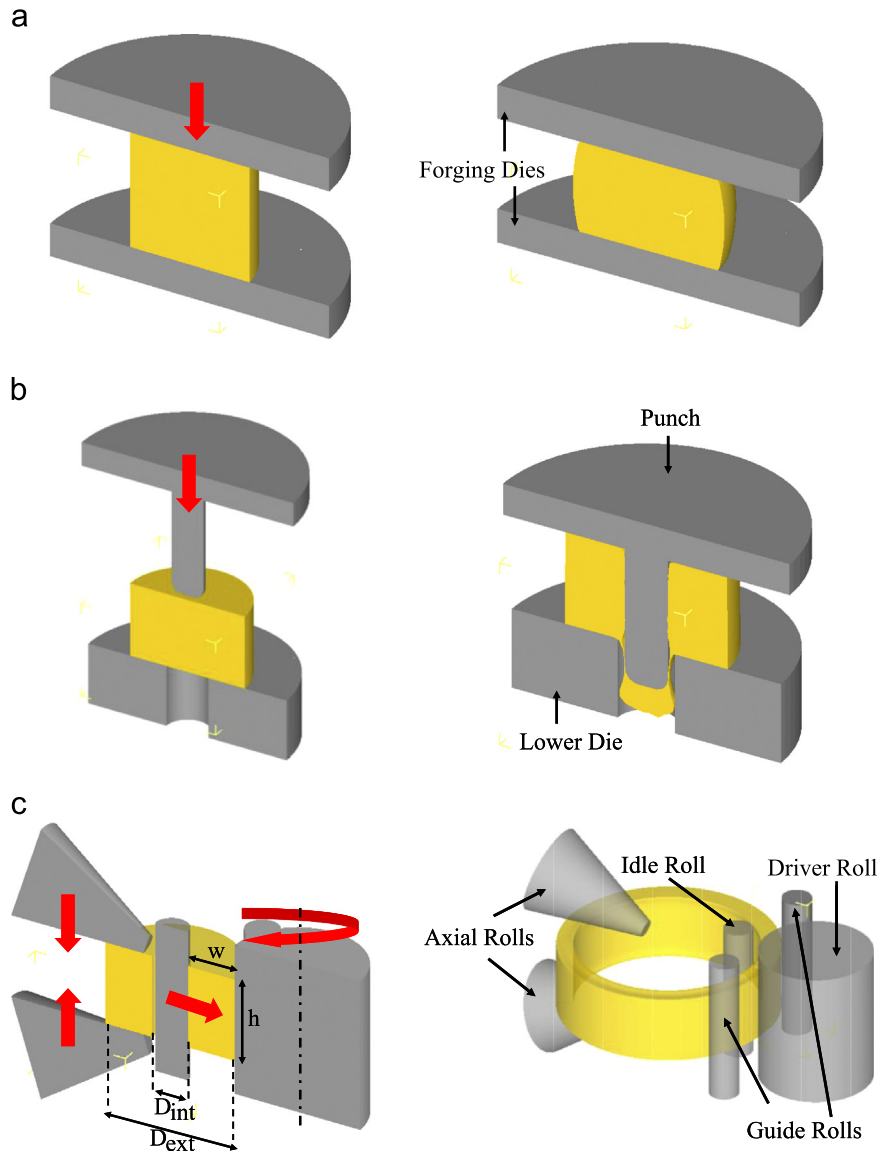 a
Forging Dies
b
Punch
Lower Die
c
w
h
Dint
Dext
Idle Roll
Driver Roll
Axial Rolls
Guide Rolls